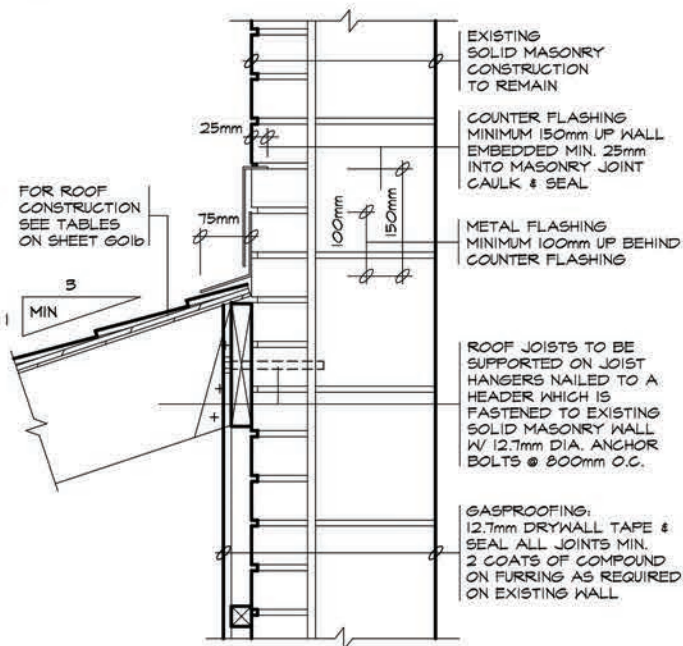 EXISTING
SOLID MASONRY
CONSTRUCTION
TO REMAIN
COUNTER FLASHING
MINIMUM 150mm UP WALL
EMBEDDED MIN. 25mm
INTO MASONRY JOINT
CAULK & SEAL
METAL FLASHING
MINIMUM 100mm UP BEHIND
COUNTER FLASHING
ROOF JOISTS TO BE
SUPPORTED ON JOIST
HANGERS NAILED TO A
HEADER WHICH IS
FASTENED TO EXISTING
SOLID MASONRY WALL
W/ 12.7mm DIA. ANCHOR
BOLTS @ 800mm O.C.
GASPROOFING:
12.7mm DRYWALL TAPE &
SEAL ALL JOINTS MIN.
2 COATS OF COMPOUND
ON FURRING AS REQUIRED
ON EXISTING WALL
25mm
75mm
100mm
150mm
FOR ROOF
CONSTRUCTION
SEE TABLES
ON SHEET G01b
3
1
MIN